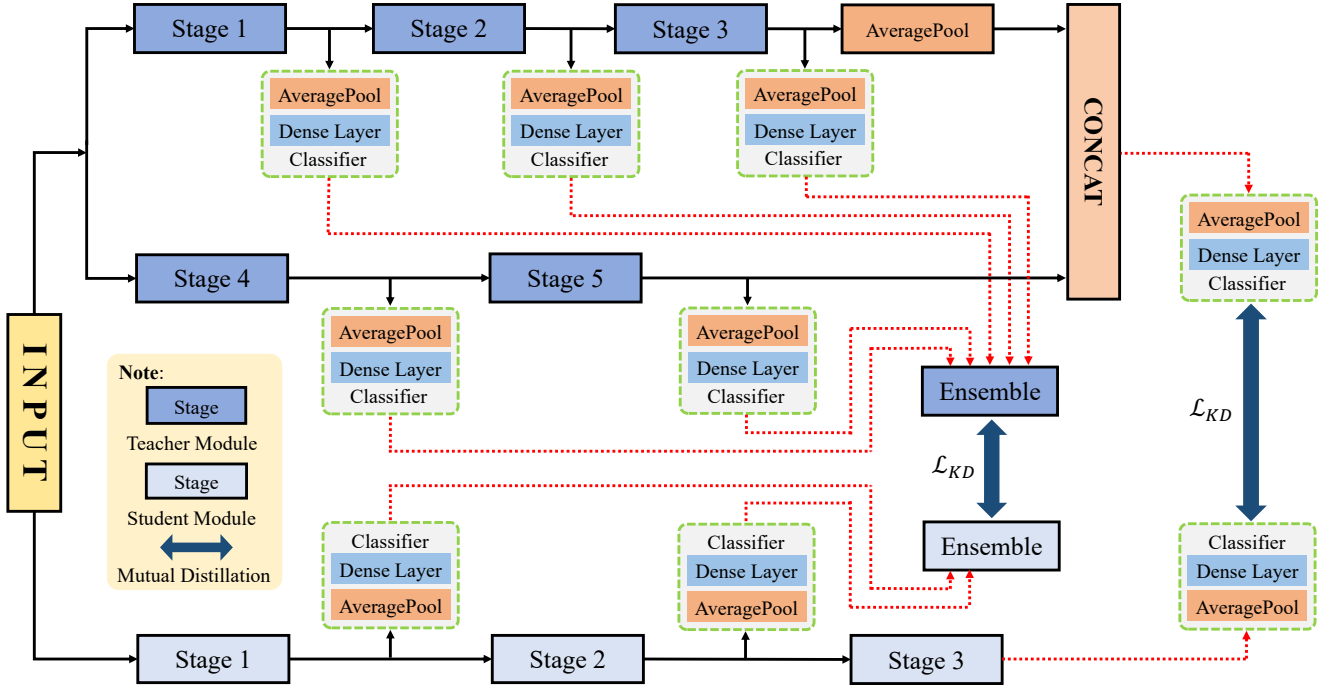 Stage 1
Stage 2
Stage 3
AveragePool
AveragePool
Dense Layer
Classifier
AveragePool
Dense Layer
Classifier
AveragePool
Dense Layer
Classifier
CONCAT
AveragePool
Dense Layer
Classifier
Stage 4
Stage 5
AveragePool
Dense Layer
Classifier
AveragePool
Dense Layer
Classifier
INPUT
Note:
Stage
Teacher Module
Stage
Student Module
Mutual Distillation
Ensemble
ℒKD
Ensemble
ℒKD
Classifier
Dense Layer
AveragePool
Classifier
Dense Layer
AveragePool
Classifier
Dense Layer
AveragePool
Stage 1
Stage 2
Stage 3